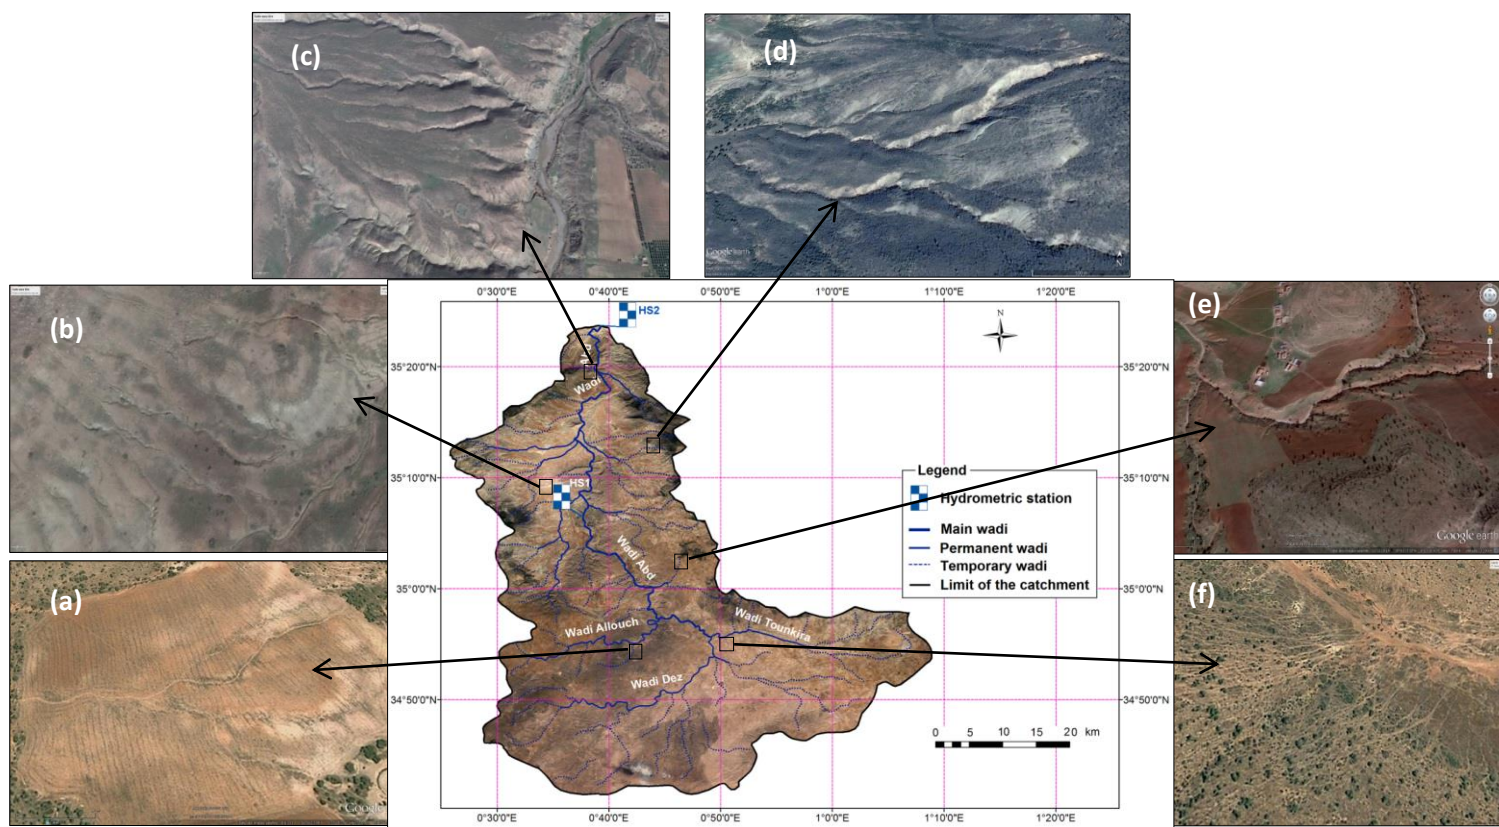 (c)
(d)
Google earth
N
(b)
(e)
Google earth
0°30'0"E 0°40'0"E 0°50'0"E 1°0'0"E 1°10'0"E 1°20'0"E
HS2
N
35°20'0"N 35°20'0"N
Wadi
35°10'0"N 35°10'0"N
HS1
Legend
Hydrometric station
Main wadi
Permanent wadi
Temporary wadi
Limit of the catchment
Wadi Abd
35°0'0"N 35°0'0"N
Wadi Tounkira
Wadi Allouch
Wadi Dez
34°50'0"N 34°50'0"N
0 5 10 15 20 km
0°30'0"E 0°40'0"E 0°50'0"E 1°0'0"E 1°10'0"E 1°20'0"E
(a)
Google
(f)